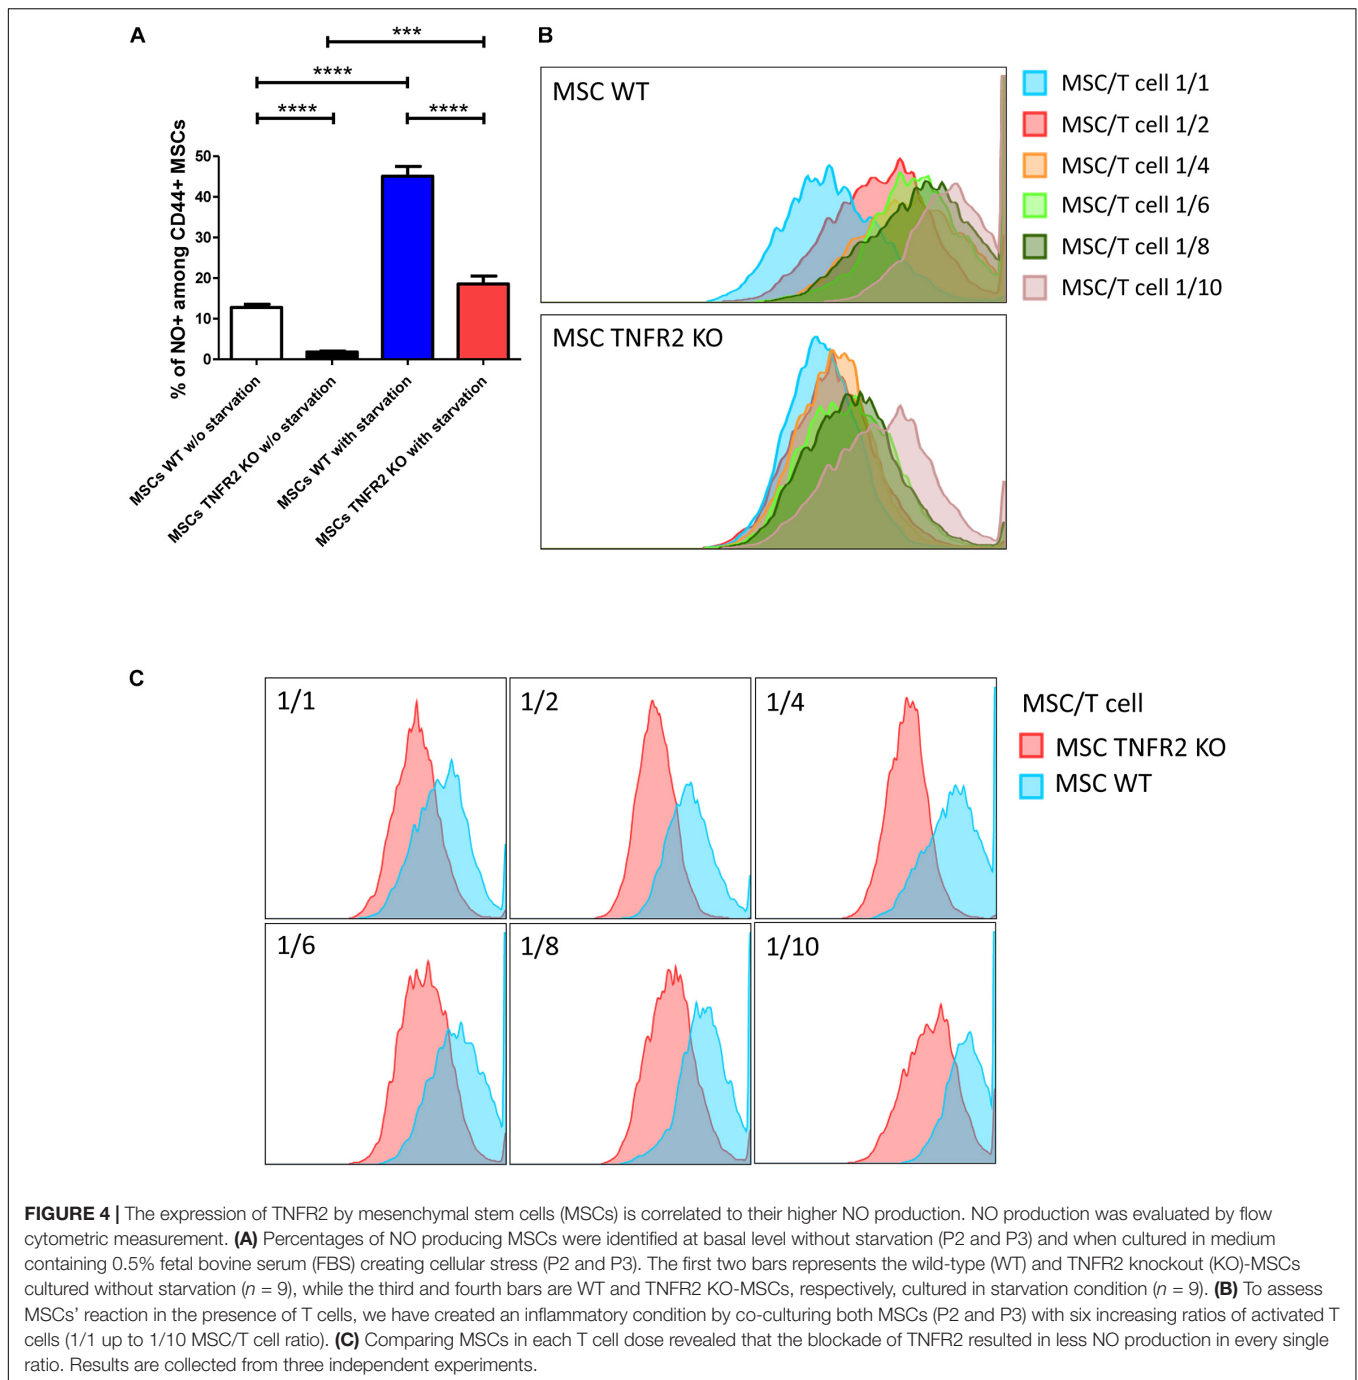 A
***
****
****
****
% of NO+ among CD44+ MSCs
50
40
30
20
10
0
MSCs WT w/o starvation
MSCs TNFR2 KO w/o starvation
MSCs WT with starvation
MSCs TNFR2 KO with starvation
B
MSC WT
MSC TNFR2 KO
MSC/T cell 1/1
MSC/T cell 1/2
MSC/T cell 1/4
MSC/T cell 1/6
MSC/T cell 1/8
MSC/T cell 1/10
C
1/1
1/2
1/4
1/6
1/8
1/10
MSC/T cell
MSC TNFR2 KO
MSC WT
FIGURE 4 | The expression of TNFR2 by mesenchymal stem cells (MSCs) is correlated to their higher NO production. NO production was evaluated by flow
cytometric measurement. (A) Percentages of NO producing MSCs were identified at basal level without starvation (P2 and P3) and when cultured in medium
containing 0.5% fetal bovine serum (FBS) creating cellular stress (P2 and P3). The first two bars represents the wild-type (WT) and TNFR2 knockout (KO)-MSCs
cultured without starvation (n = 9), while the third and fourth bars are WT and TNFR2 KO-MSCs, respectively, cultured in starvation condition (n = 9). (B) To assess
MSCs' reaction in the presence of T cells, we have created an inflammatory condition by co-culturing both MSCs (P2 and P3) with six increasing ratios of activated T
cells (1/1 up to 1/10 MSC/T cell ratio). (C) Comparing MSCs in each T cell dose revealed that the blockade of TNFR2 resulted in less NO production in every single
ratio. Results are collected from three independent experiments.